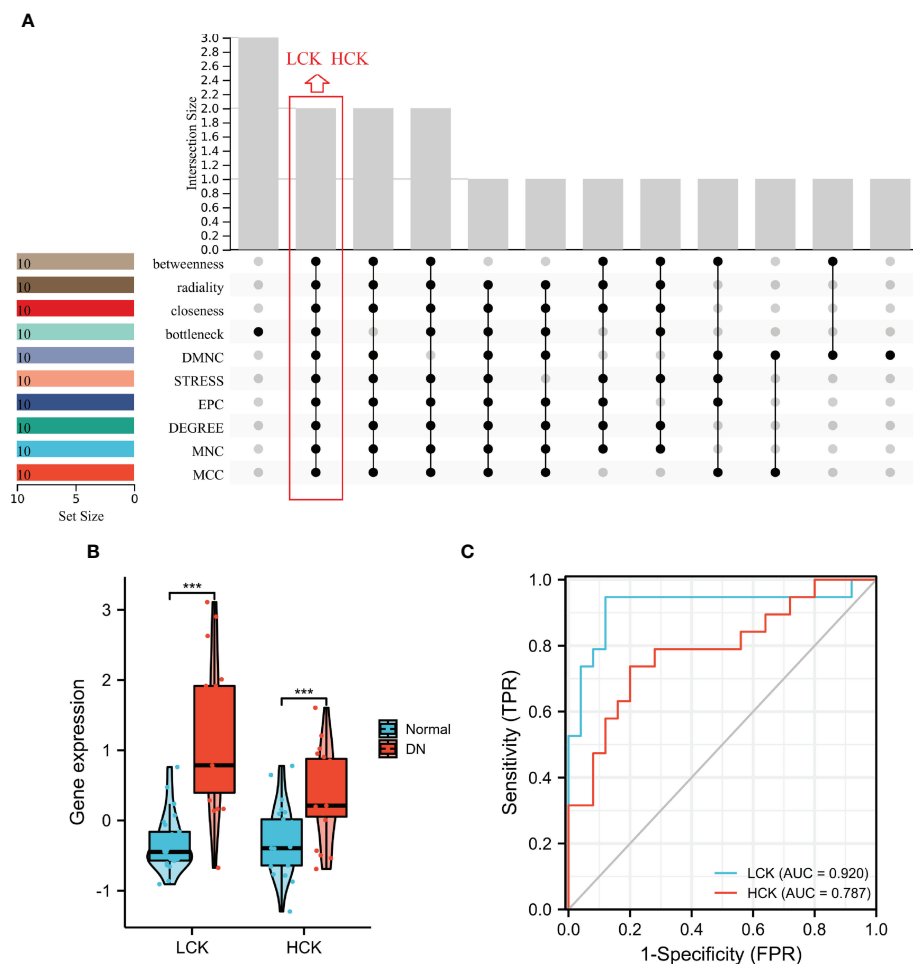 A
LCK HCK
Intersection Size
3.0
2.8
2.6
2.4
2.2
2.0
1.8
1.6
1.4
1.2
1.0
0.8
0.6
0.4
0.2
0.0
10 betweenness
10 radiality
10 closeness
10 bottleneck
10 DMNC
10 STRESS
10 EPC
10 DEGREE
10 MNC
10 MCC
10 5 0
Set Size
B
Gene expression
3
2
1
0
-1
***
***
LCK HCK
Normal
DN
C
Sensitivity (TPR)
1.0
0.8
0.6
0.4
0.2
0.0
LCK (AUC = 0.920)
HCK (AUC = 0.787)
0.0 0.2 0.4 0.6 0.8 1.0
1-Specificity (FPR)